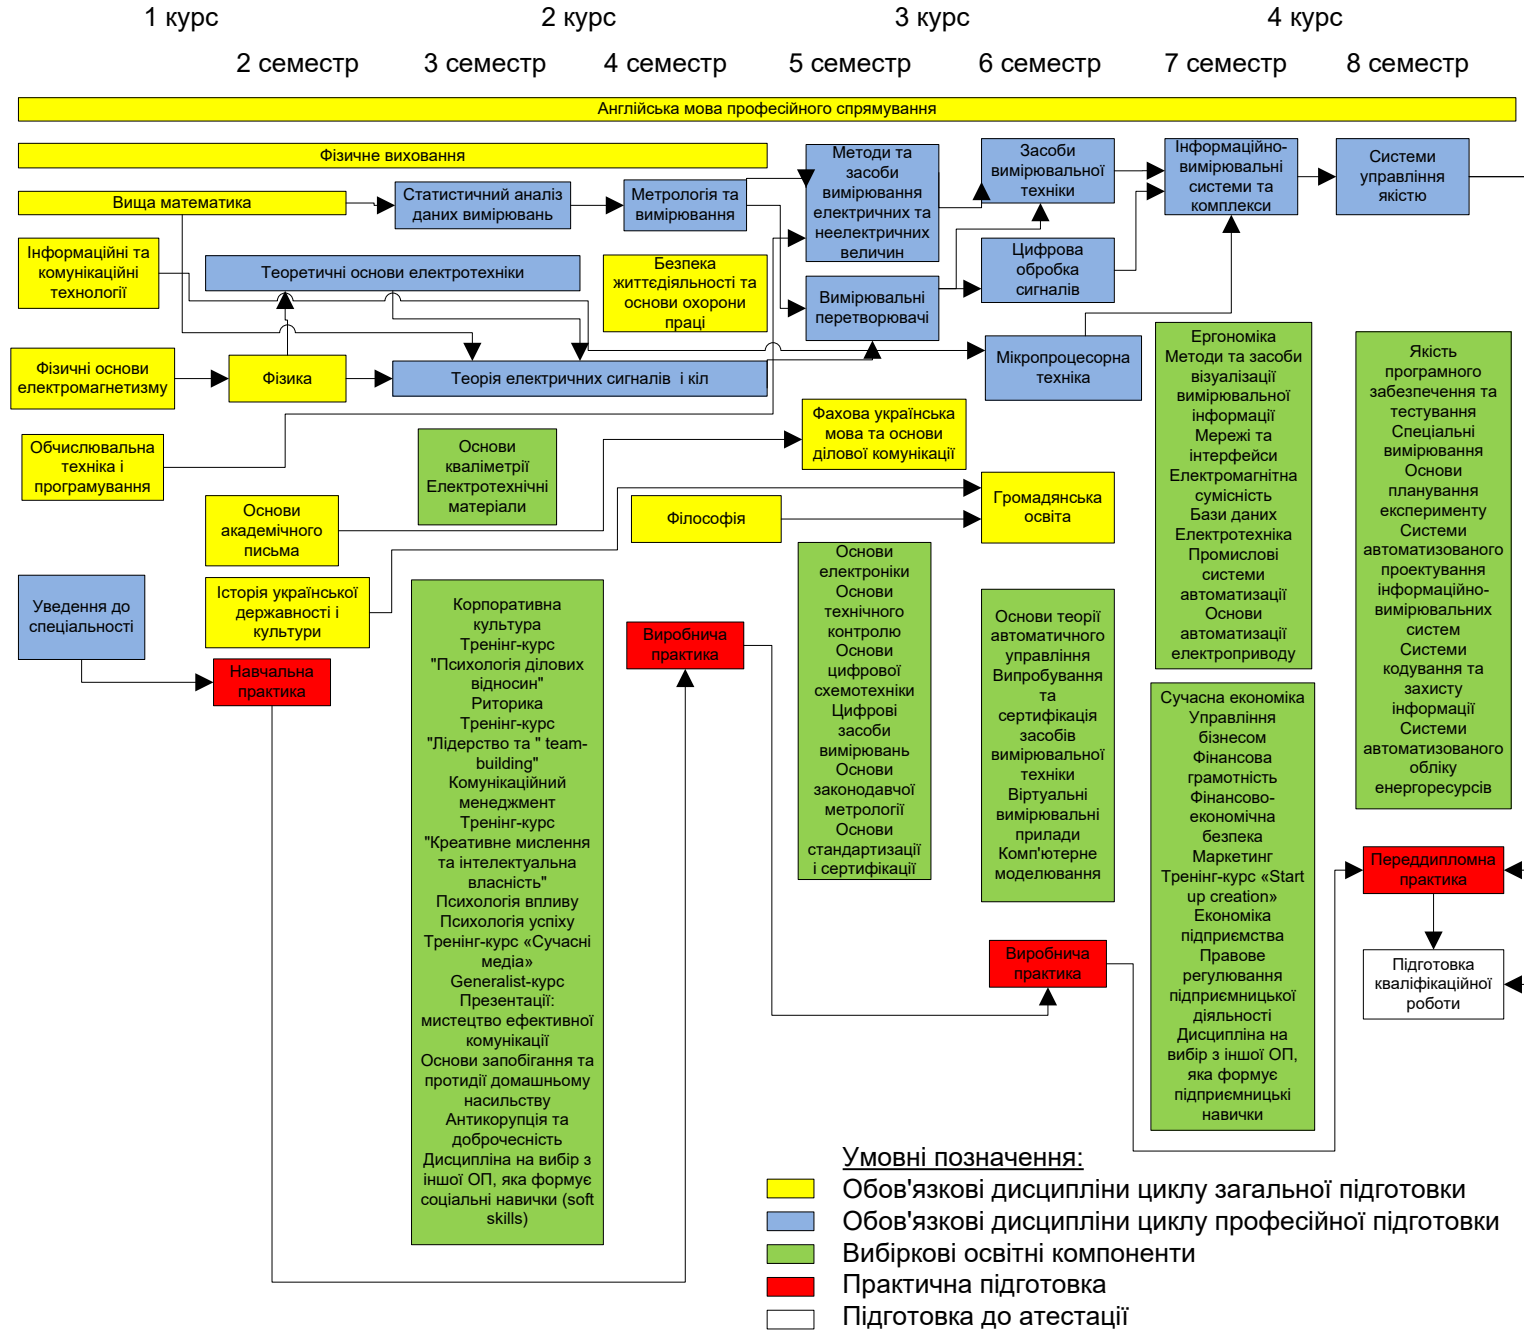 1 курс
2 курс
3 курс
4 курс
2 семестр
3 семестр
4 семестр
5 семестр
6 семестр
7 семестр
8 семестр
Англійська мова професійного спрямування
Фізичне виховання
Вища математика
Інформаційні та
комунікаційні
технології
Фізичні основи
електромагнетизму
Обчислювальна
техніка і
програмування
Уведення до
спеціальності
Теоретичні основи електротехніки
Фізика
Основи
академічного
письма
Історія української
державності і
культури
Навчальна
практика
Статистичний аналіз
даних вимірювань
Теорія електричних сигналів і кіл
Основи
кваліметрії
Електротехнічні
матеріали
Корпоративна
культура
Тренінг-курс
"Психологія ділових
відносин"
Риторика
Тренінг-курс
"Лідерство та " team-
building"
Комунікаційний
менеджмент
Тренінг-курс
"Креативне мислення
та інтелектуальна
власність"
Психологія впливу
Психологія успіху
Тренінг-курс «Сучасні
медіа»
Generalist-курс
Презентації:
мистецтво ефективної
комунікації
Основи запобігання та
протидії домашньому
насильству
Антикорупція та
доброчесність
Дисципліна на вибір з
іншої ОП, яка формує
соціальні навички (soft
skills)
Метрологія та
вимірювання
Безпека
життєдіяльності та
основи охорони
праці
Філософія
Виробнича
практика
Методи та
засоби
вимірювання
електричних та
неелектричних
величин
Вимірювальні
перетворювачі
Фахова українська
мова та основи
ділової комунікації
Основи
електроніки
Основи
технічного
контролю
Основи
цифрової
схемотехніки
Цифрові
засоби
вимірювань
Основи
законодавчої
метрології
Основи
стандартизації
і сертифікації
Засоби
вимірювальної
техніки
Цифрова
обробка
сигналів
Мікропроцесорна
техніка
Громадянська
освіта
Основи теорії
автоматичного
управління
Випробування
та
сертифікація
засобів
вимірювальної
техніки
Віртуальні
вимірювальні
прилади
Комп'ютерне
моделювання
Виробнича
практика
Інформаційно-
вимірювальні
системи та
комплекси
Ергономіка
Методи та засоби
візуалізації
вимірювальної
інформації
Мережі та
інтерфейси
Електромагнітна
сумісність
Бази даних
Електротехніка
Промислові
системи
автоматизації
Основи
автоматизації
електроприводу
Сучасна економіка
Управління
бізнесом
Фінансова
грамотність
Фінансово-
економічна
безпека
Маркетинг
Тренінг-курс «Start
up creation»
Економіка
підприємства
Правове
регулювання
підприємницької
діяльності
Дисципліна на
вибір з іншої ОП,
яка формує
підприємницькі
навички
Системи
управління
якістю
Якість
програмного
забезпечення та
тестування
Спеціальні
вимірювання
Основи
планування
експерименту
Системи
автоматизованого
проектування
інформаційно-
вимірювальних
систем
Системи
кодування та
захисту
інформації
Системи
автоматизованого
обліку
енергоресурсів
Переддипломна
практика
Підготовка
кваліфікаційної
роботи
Умовні позначення:
Обов'язкові дисципліни циклу загальної підготовки
Обов'язкові дисципліни циклу професійної підготовки
Вибіркові освітні компоненти
Практична підготовка
Підготовка до атестації